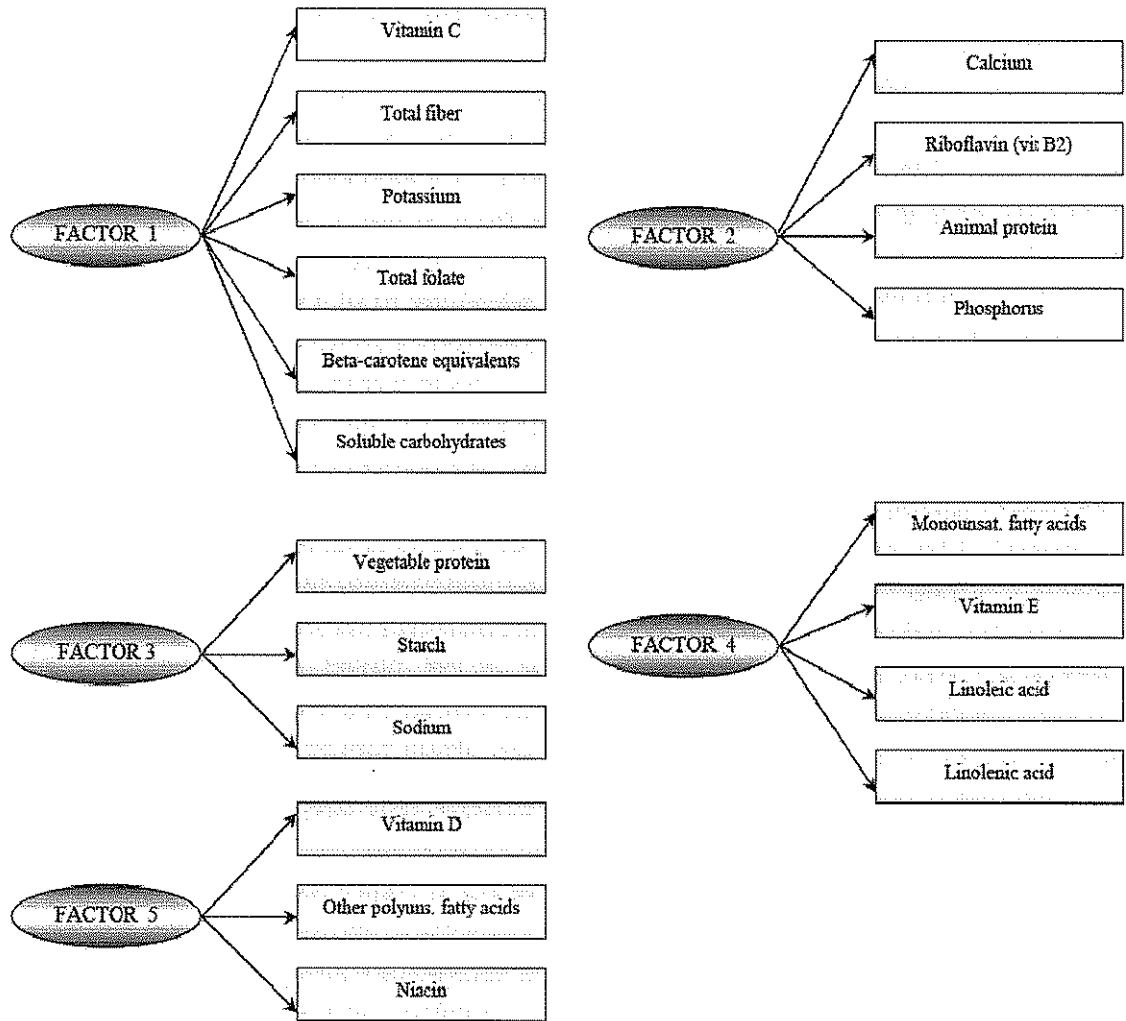 FACTOR 1
Vitamin C
Total fiber
Potassium
Total folate
Beta-carotene equivalents
Soluble carbohydrates
FACTOR 2
Calcium
Riboflavin (vit B2)
Animal protein
Phosphorus
FACTOR 3
Vegetable protein
Starch
Sodium
FACTOR 4
Monounsat. fatty acids
Vitamin E
Linoleic acid
Linolenic acid
FACTOR 5
Vitamin D
Other polyuns. fatty acids
Niacin